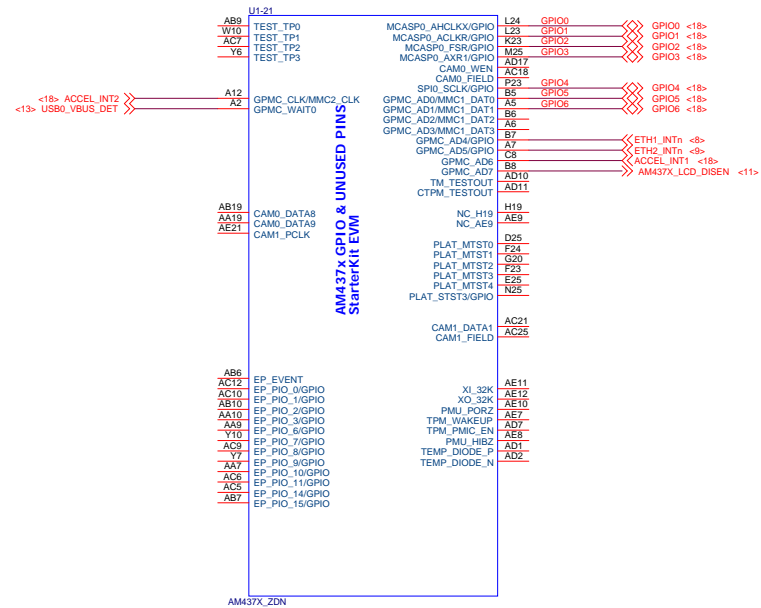 U1-21
AB9 TEST_TP0
W10 TEST_TP1
AC7 TEST_TP2
Y6 TEST_TP3
<18> ACCEL_INT2 A12 GPMC_CLK/MMC2_CLK
<13> USB0_VBUS_DET A2 GPMC_WAIT0
AB19 CAM0_DATA8
AA19 CAM0_DATA9
AE21 CAM1_PCLK
AB6 EP_EVENT
AC12 EP_PIO_0/GPIO
AC10 EP_PIO_1/GPIO
AB10 EP_PIO_2/GPIO
AA10 EP_PIO_3/GPIO
AA9 EP_PIO_6/GPIO
Y10 EP_PIO_7/GPIO
AC9 EP_PIO_8/GPIO
Y7 EP_PIO_9/GPIO
AA7 EP_PIO_10/GPIO
AC6 EP_PIO_11/GPIO
AC5 EP_PIO_14/GPIO
AB7 EP_PIO_15/GPIO
AM437x GPIO & UNUSED PINS
StarterKit EVM
MCASP0_AHCLKX/GPIO L24 GPIO0 GPIO0 <18>
MCASP0_ACLKR/GPIO L23 GPIO1 GPIO1 <18>
MCASP0_FSR/GPIO K23 GPIO2 GPIO2 <18>
MCASP0_AXR1/GPIO M25 GPIO3 GPIO3 <18>
CAM0_WEN AD17
CAM0_FIELD AC18
SPI0_SCLK/GPIO P23 GPIO4 GPIO4 <18>
GPMC_AD0/MMC1_DAT0 B5 GPIO5 GPIO5 <18>
GPMC_AD1/MMC1_DAT1 A5 GPIO6 GPIO6 <18>
GPMC_AD2/MMC1_DAT2 B6
GPMC_AD3/MMC1_DAT3 A6
GPMC_AD4/GPIO B7 ETH1_INTn <8>
GPMC_AD5/GPIO A7 ETH2_INTn <9>
GPMC_AD6 C8 ACCEL_INT1 <18>
GPMC_AD7 B8 AM437X_LCD_DISEN <11>
TM_TESTOUT AD10
CTPM_TESTOUT AD11
NC_H19 H19
NC_AE9 AE9
PLAT_MTST0 D25
PLAT_MTST1 F24
PLAT_MTST2 G20
PLAT_MTST3 F23
PLAT_MTST4 E25
PLAT_STST3/GPIO N25
CAM1_DATA1 AC21
CAM1_FIELD AC25
XI_32K AE11
XO_32K AE12
PMU_PORZ AE10
TPM_WAKEUP AE7
TPM_PMIC_EN AD7
PMU_HIBZ AE8
TEMP_DIODE_P AD1
TEMP_DIODE_N AD2
AM437X_ZDN